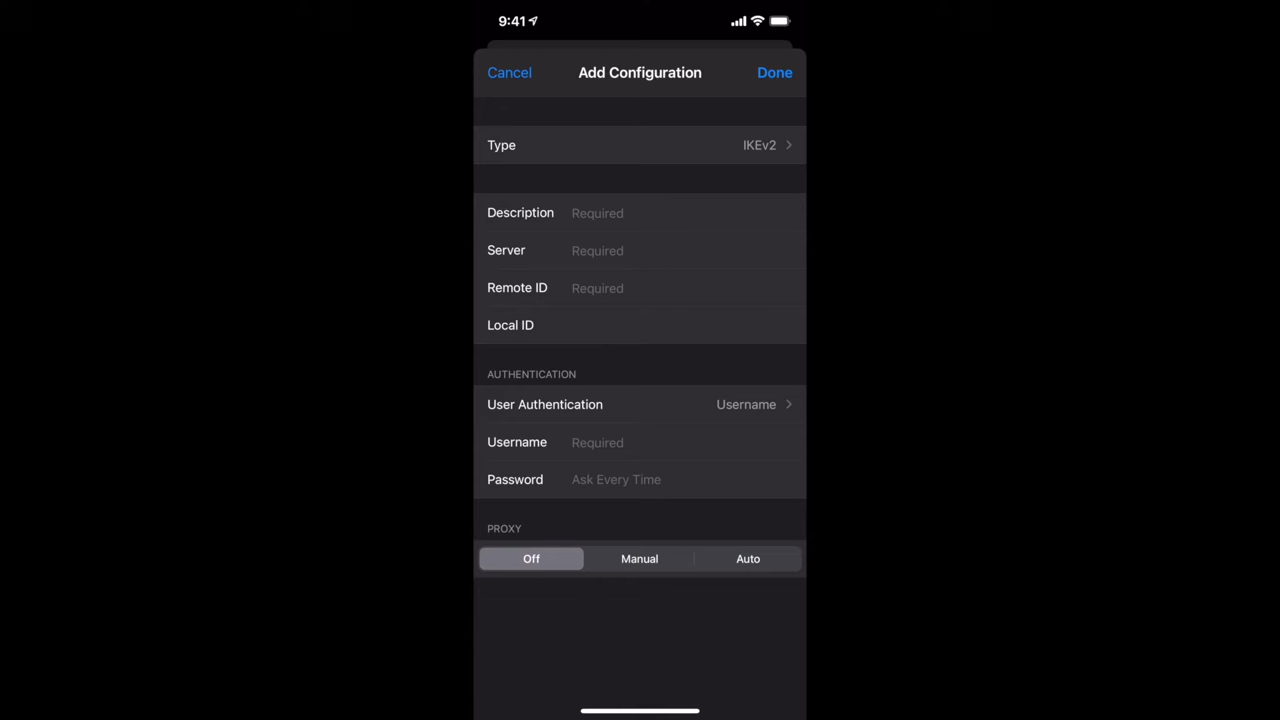 9:41
Cancel Add Configuration Done
Type IKEv2
Description Required
Server Required
Remote ID Required
Local ID
AUTHENTICATION
User Authentication Username
Username Required
Password Ask Every Time
PROXY
Off Manual Auto